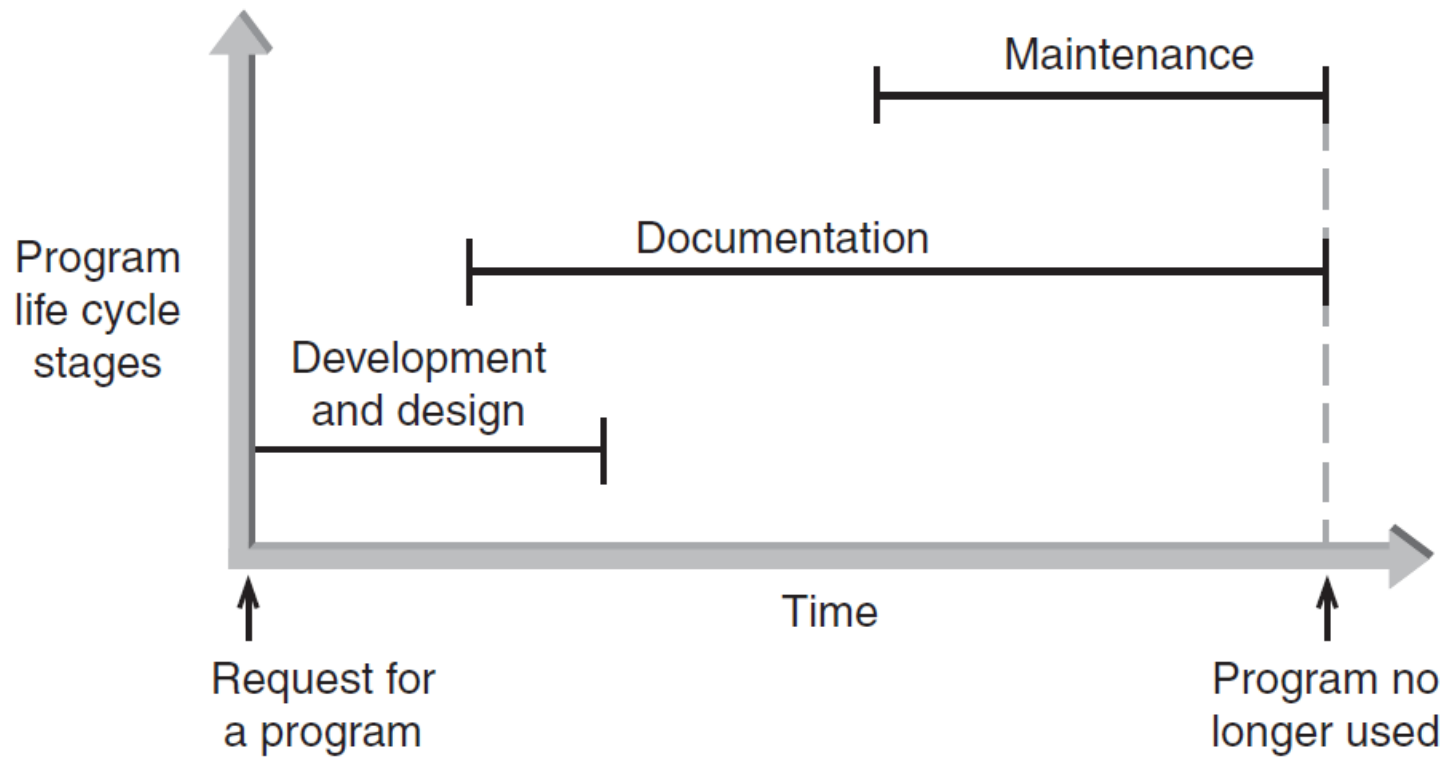 Maintenance
Documentation
Program
life cycle
stages
Development
and design
Time
Request for
a program
Program no
longer used